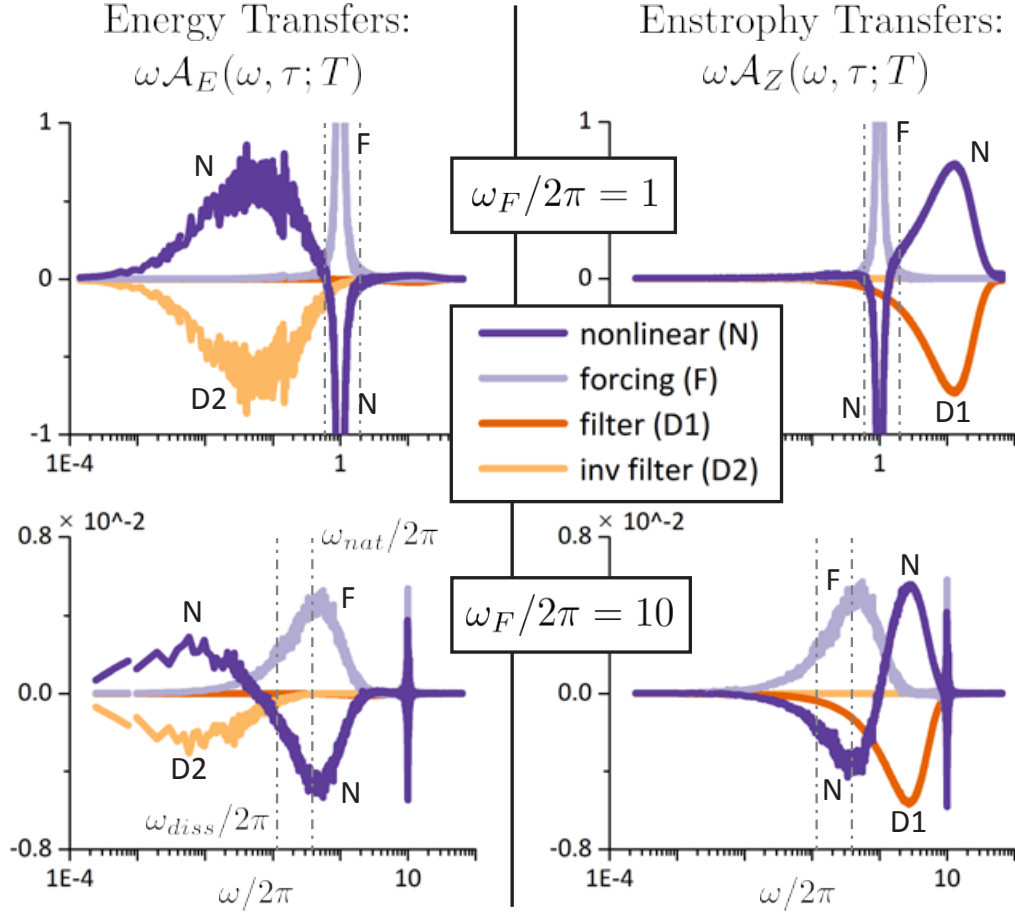 Energy Transfers:
ωA_E(ω, τ; T)
Enstrophy Transfers:
ωA_Z(ω, τ; T)
1
N
F
0
D2
N
-1
1E-4
1
ω_F/2π = 1
1
F
N
0
N
D1
-1
1
nonlinear (N)
forcing (F)
filter (D1)
inv filter (D2)
× 10^-2
0.8
ω_nat/2π
N
F
0.0
D2
N
ω_diss/2π
-0.8
1E-4
10
ω/2π
ω_F/2π = 10
× 10^-2
0.8
F
N
0.0
N
D1
-0.8
1E-4
10
ω/2π